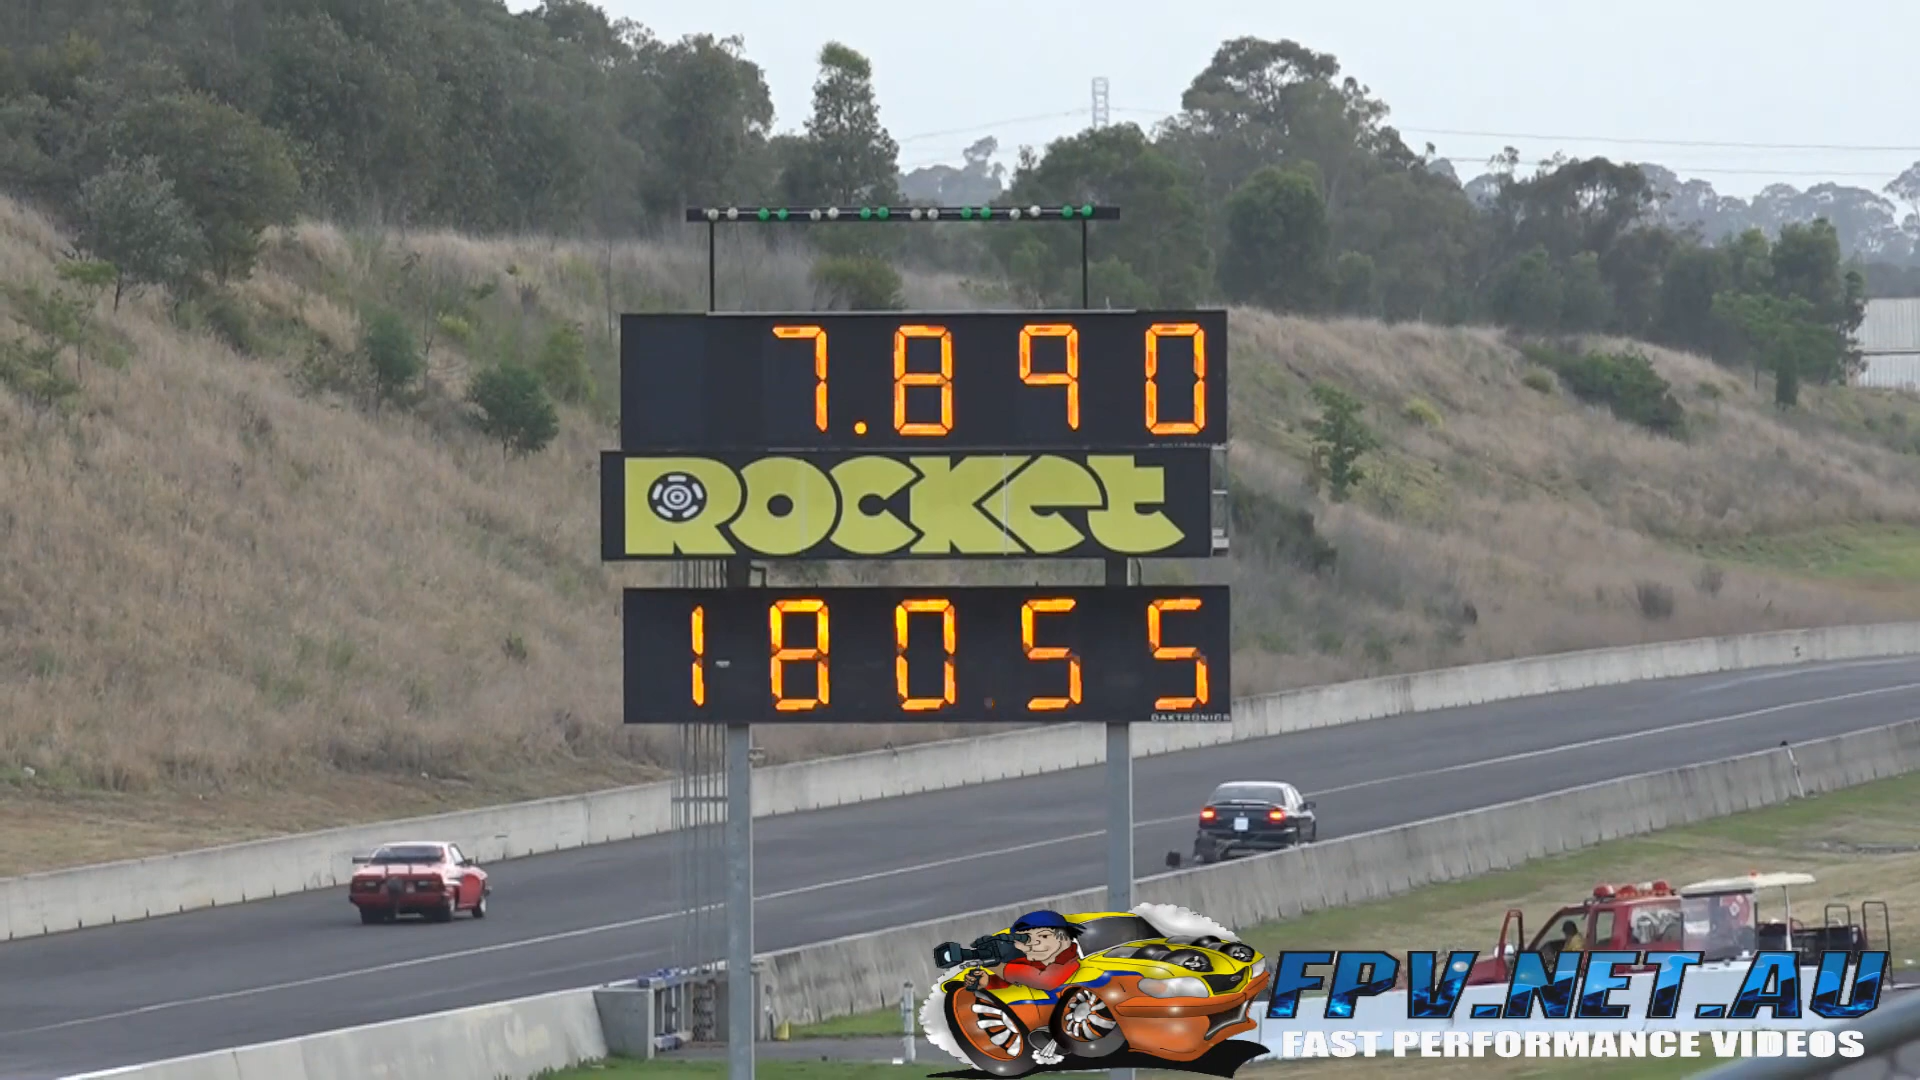 7.890
ROCKET
180.55
DAKTRONICS
FPV.NET.AU
FAST PERFORMANCE VIDEOS